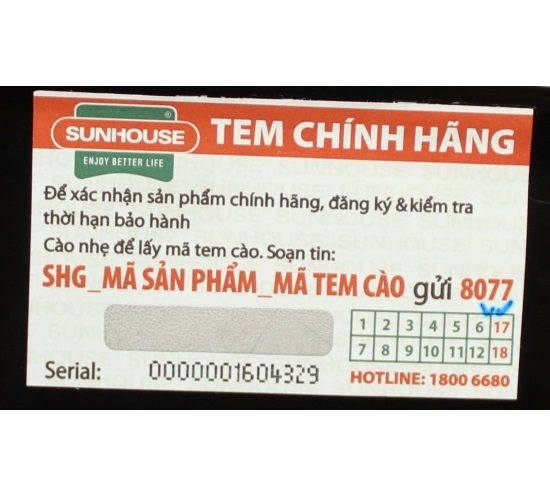 SUNHOUSE
®
ENJOY BETTER LIFE
TEM CHÍNH HÃNG
Để xác nhận sản phẩm chính hãng, đăng ký & kiểm tra
thời hạn bảo hành
Cào nhẹ để lấy mã tem cào. Soạn tin:
SHG_MÃ SẢN PHẨM_MÃ TEM CÀO gửi 8077
1 2 3 4 5 6 17
7 8 9 10 11 12 18
Serial: 0000001604329
HOTLINE: 1800 6680